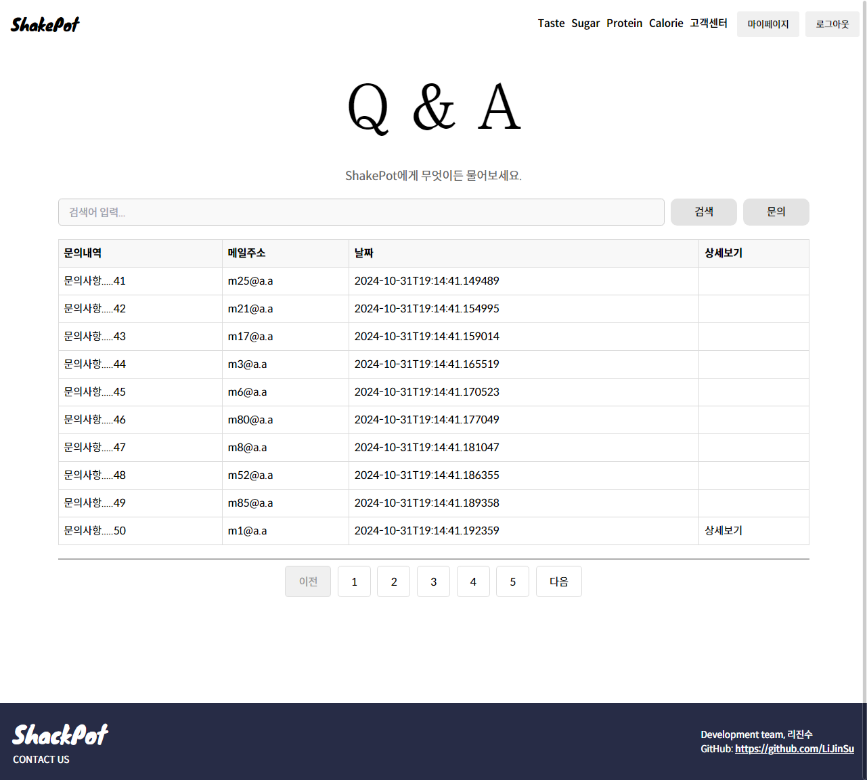 ShakePot
Taste Sugar Protein Calorie 고객센터 마이페이지 로그아웃
Q & A
ShakePot에게 무엇이든 물어보세요.
검색어 입력... 검색 문의
문의내역 메일주소 날짜 상세보기
문의사항.....41 m25@a.a 2024-10-31T19:14:41.149489
문의사항.....42 m21@a.a 2024-10-31T19:14:41.154995
문의사항.....43 m17@a.a 2024-10-31T19:14:41.159014
문의사항.....44 m3@a.a 2024-10-31T19:14:41.165519
문의사항.....45 m6@a.a 2024-10-31T19:14:41.170523
문의사항.....46 m80@a.a 2024-10-31T19:14:41.177049
문의사항.....47 m8@a.a 2024-10-31T19:14:41.181047
문의사항.....48 m52@a.a 2024-10-31T19:14:41.186355
문의사항.....49 m85@a.a 2024-10-31T19:14:41.189358
문의사항.....50 m1@a.a 2024-10-31T19:14:41.192359 상세보기
이전 1 2 3 4 5 다음
ShackPot
CONTACT US
Development team, 리진수
GitHub: https://github.com/LiJinSu